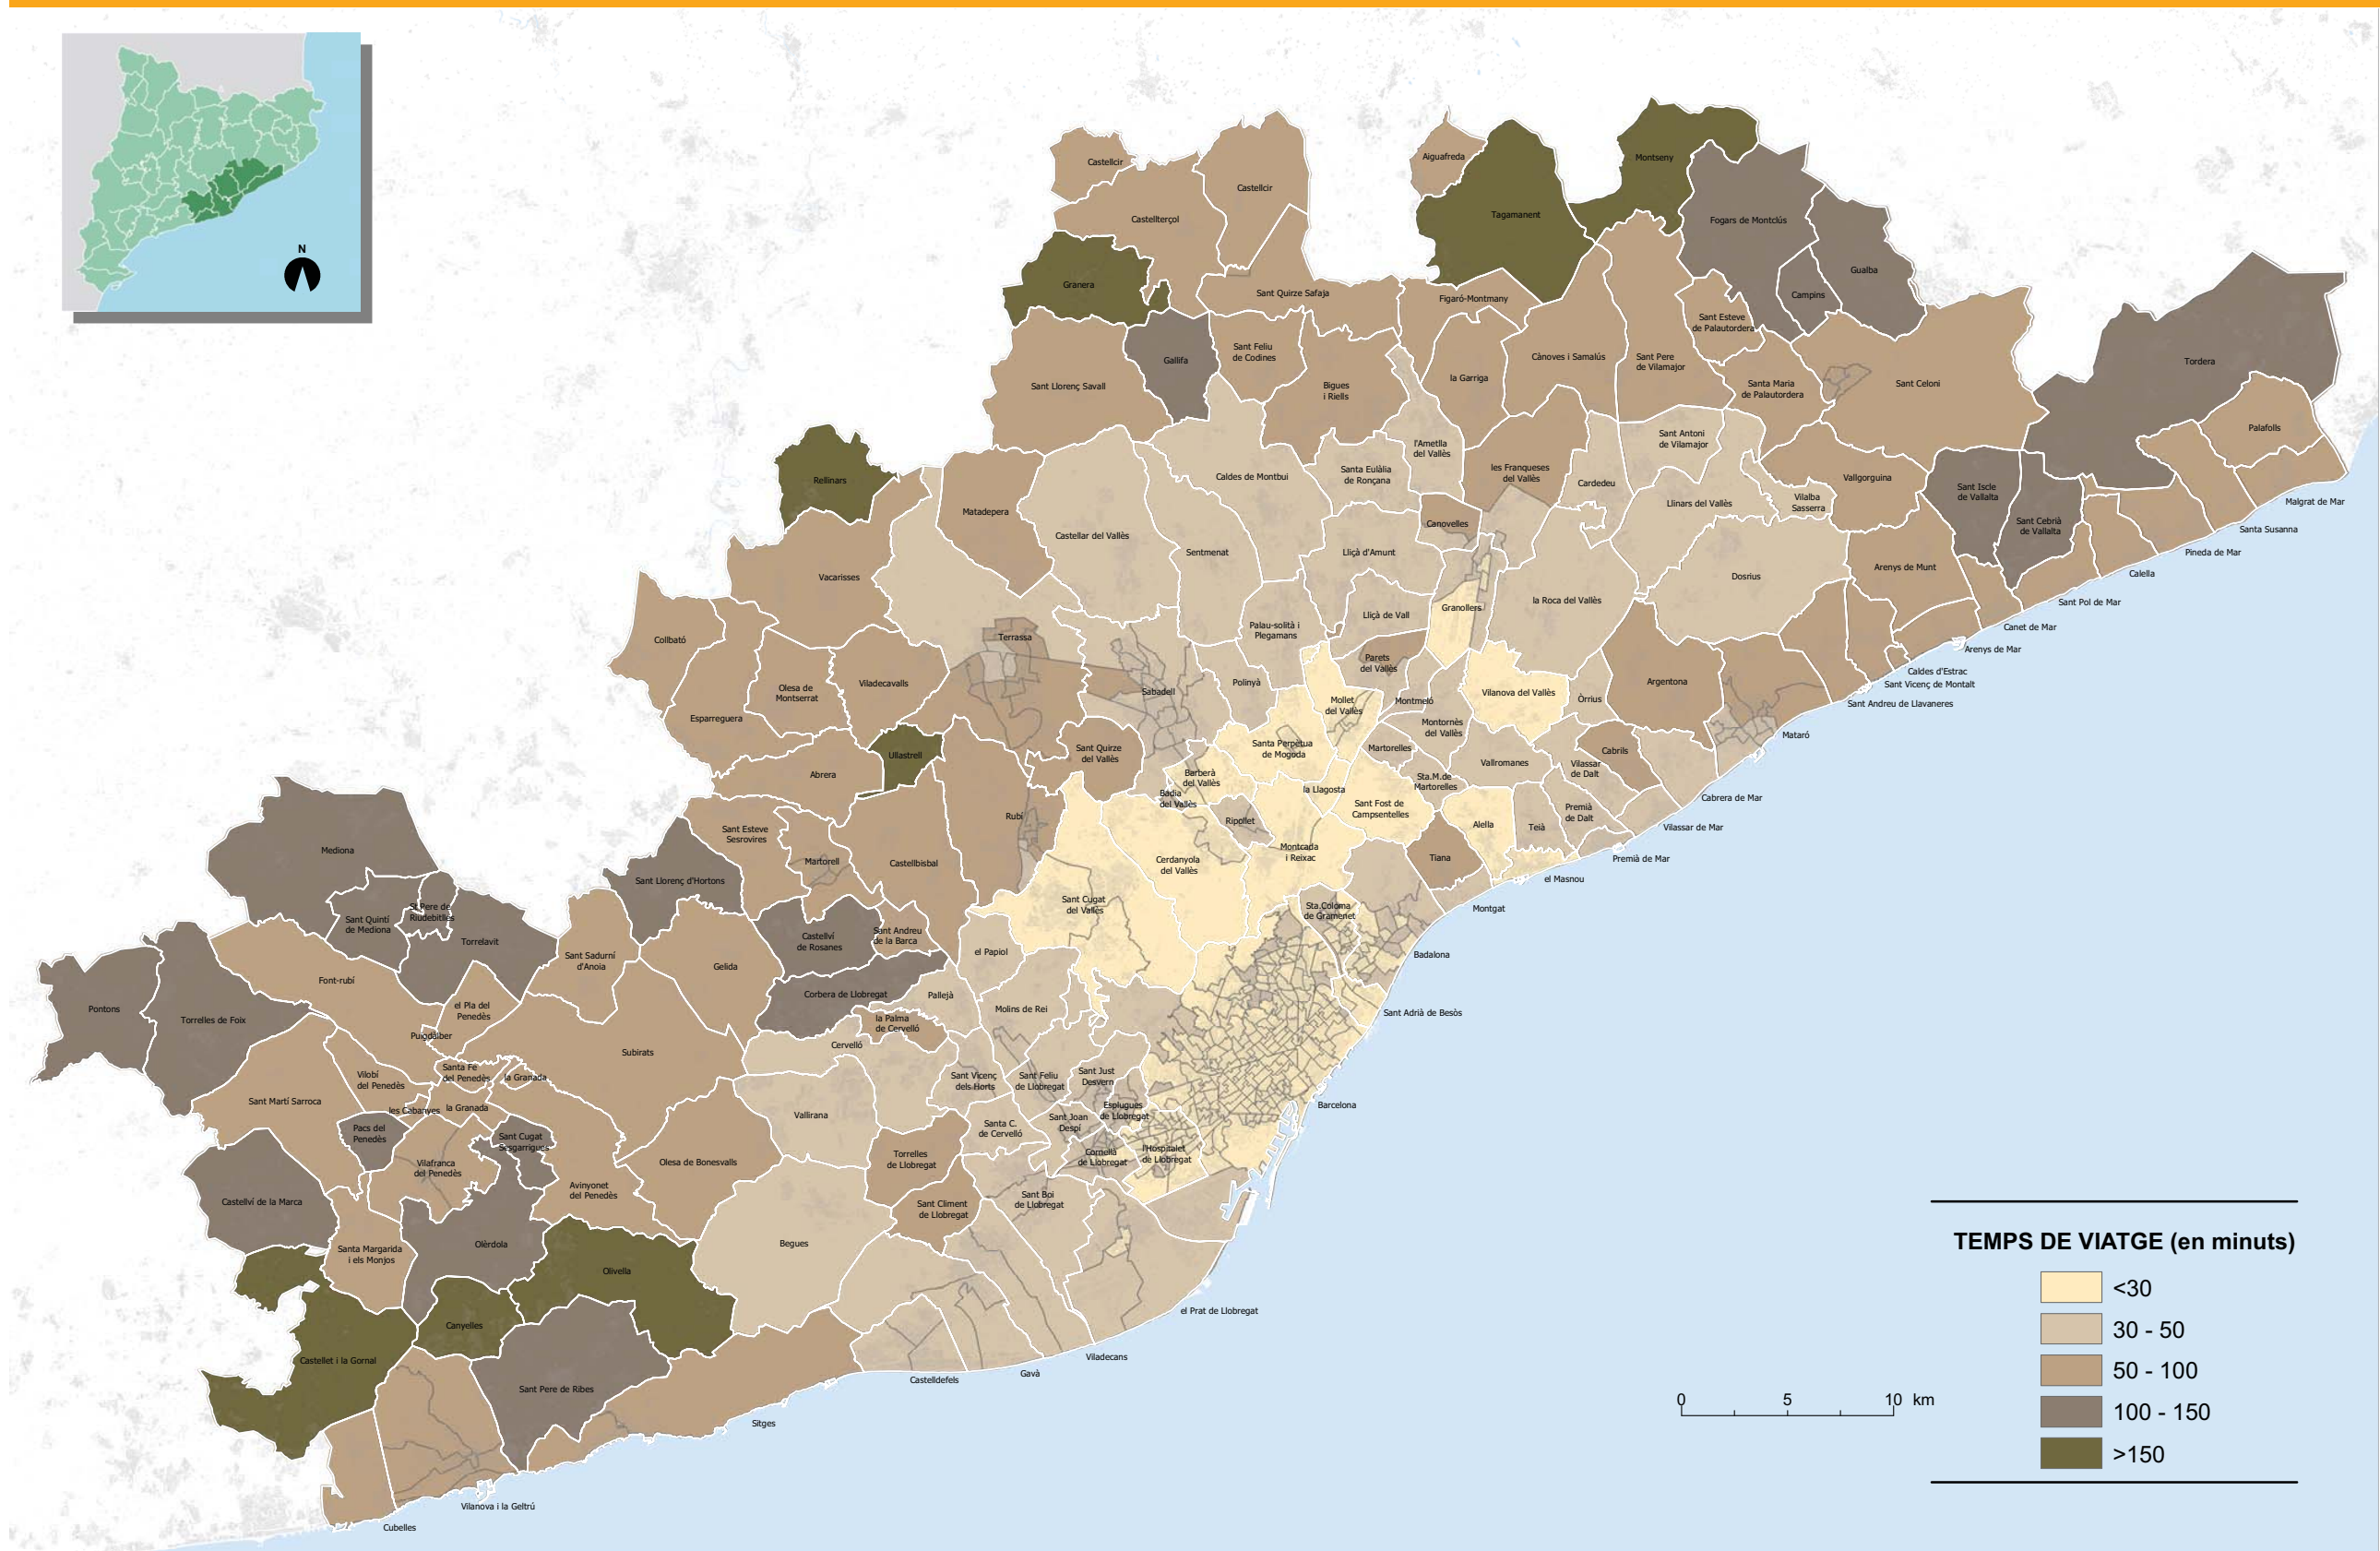 N
Castellcir
Castellterçol
Castellcir
Granera
Sant Quirze Safaja
Aiguafreda
Tagamanent
Montseny
Fogars de Montclús
Gualba
Campins
Figaró-Montmany
Sant Esteve
de Palautordera
Sant Llorenç Savall
Gallifa
Sant Feliu
de Codines
Bigues
i Riells
la Garriga
Cànoves i Samalús
Sant Pere
de Vilamajor
Santa Maria
de Palautordera
Sant Celoni
Tordera
Palafolls
Malgrat de Mar
Santa Susanna
Pineda de Mar
Calella
Sant Pol de Mar
Canet de Mar
Arenys de Mar
Caldes d'Estrac
Sant Vicenç de Montalt
Sant Andreu de Llavaneres
Mataró
Rellinars
Matadepera
Castellar del Vallès
Caldes de Montbui
Sentmenat
Santa Eulàlia
de Ronçana
l'Ametlla
del Vallès
les Franqueses
del Vallès
Cardedeu
Sant Antoni
de Vilamajor
Llinars del Vallès
Vilalba
Sasserra
Vallgorguina
Sant Iscle
de Vallalta
Sant Cebrià
de Vallalta
Canovelles
Lliçà d'Amunt
Dosrius
Arenys de Munt
Vacarisses
la Roca del Vallès
Granollers
Lliçà de Vall
Palau-solità i
Plegamans
Collbató
Terrassa
Parets
del Vallès
Olesa de
Montserrat
Viladecavalls
Sabadell
Polinyà
Mollet
del Vallès
Montmeló
Vilanova del Vallès
Òrrius
Argentona
Esparreguera
Montornès
del Vallès
Ullastrell
Sant Quirze
del Vallès
Santa Perpètua
de Mogoda
Martorelles
Vallromanes
Cabrils
Vilassar
de Dalt
Abrera
Barberà
del Vallès
Badia
del Vallès
la Llagosta
Sta.M.de
Martorelles
Sant Fost de
Campsentelles
Cabrera de Mar
Premià
de Dalt
Vilassar de Mar
Sant Esteve
Sesrovires
Rubí
Ripollet
Alella
Teià
Premià de Mar
Mediona
Martorell
Castellbisbal
Cerdanyola
del Vallès
Montcada
i Reixac
Tiana
el Masnou
Sant Llorenç d'Hortons
Sant Cugat
del Vallès
Sta.Coloma
de Gramenet
Montgat
Sant Quintí
de Mediona
St Pere de
Riudebitlles
Torrelavit
Castellví
de Rosanes
Sant Andreu
de la Barca
el Papiol
Badalona
Sant Sadurní
d'Anoia
Gelida
Font-rubí
Corbera de Llobregat
Pallejà
Molins de Rei
Sant Adrià de Besòs
Pontons
Torrelles de Foix
el Pla del
Penedès
Puigdàlber
la Palma
de Cervelló
Cervelló
Subirats
Santa Fe
del Penedès
la Granada
Vilobí
del Penedès
Sant Vicenç
dels Horts
Sant Feliu
de Llobregat
Sant Just
Desvern
Sant Martí Sarroca
les Cabanyes
la Granada
Vallirana
Esplugues
de Llobregat
Barcelona
Pacs del
Penedès
Sant Cugat
Sesgarrigues
Santa C.
de Cervelló
Sant Joan
Despí
Vilafranca
del Penedès
Olesa de Bonesvalls
Torrelles
de Llobregat
Cornellà
de Llobregat
l'Hospitalet
de Llobregat
Avinyonet
del Penedès
Castellví de la Marca
Sant Climent
de Llobregat
Sant Boi
de Llobregat
Santa Margarida
i els Monjos
Olèrdola
Begues
Olivella
el Prat de Llobregat
Canyelles
Castellet i la Gornal
Viladecans
Gavà
Castelldefels
Sant Pere de Ribes
Sitges
Vilanova i la Geltrú
Cubelles
TEMPS DE VIATGE (en minuts)
<30
30 - 50
50 - 100
100 - 150
>150
0 5 10 km